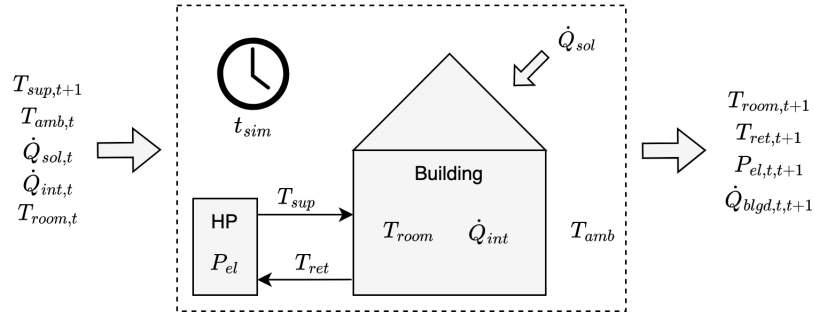 $T_{sup,t+1}$
$T_{amb,t}$
$\dot{Q}_{sol,t}$
$\dot{Q}_{int,t}$
$T_{room,t}$
$t_{sim}$
$\dot{Q}_{sol}$
Building
HP
$P_{el}$
$T_{sup}$
$T_{ret}$
$T_{room}$ $\dot{Q}_{int}$
$T_{amb}$
$T_{room,t+1}$
$T_{ret,t+1}$
$P_{el,t,t+1}$
$\dot{Q}_{blgd,t,t+1}$